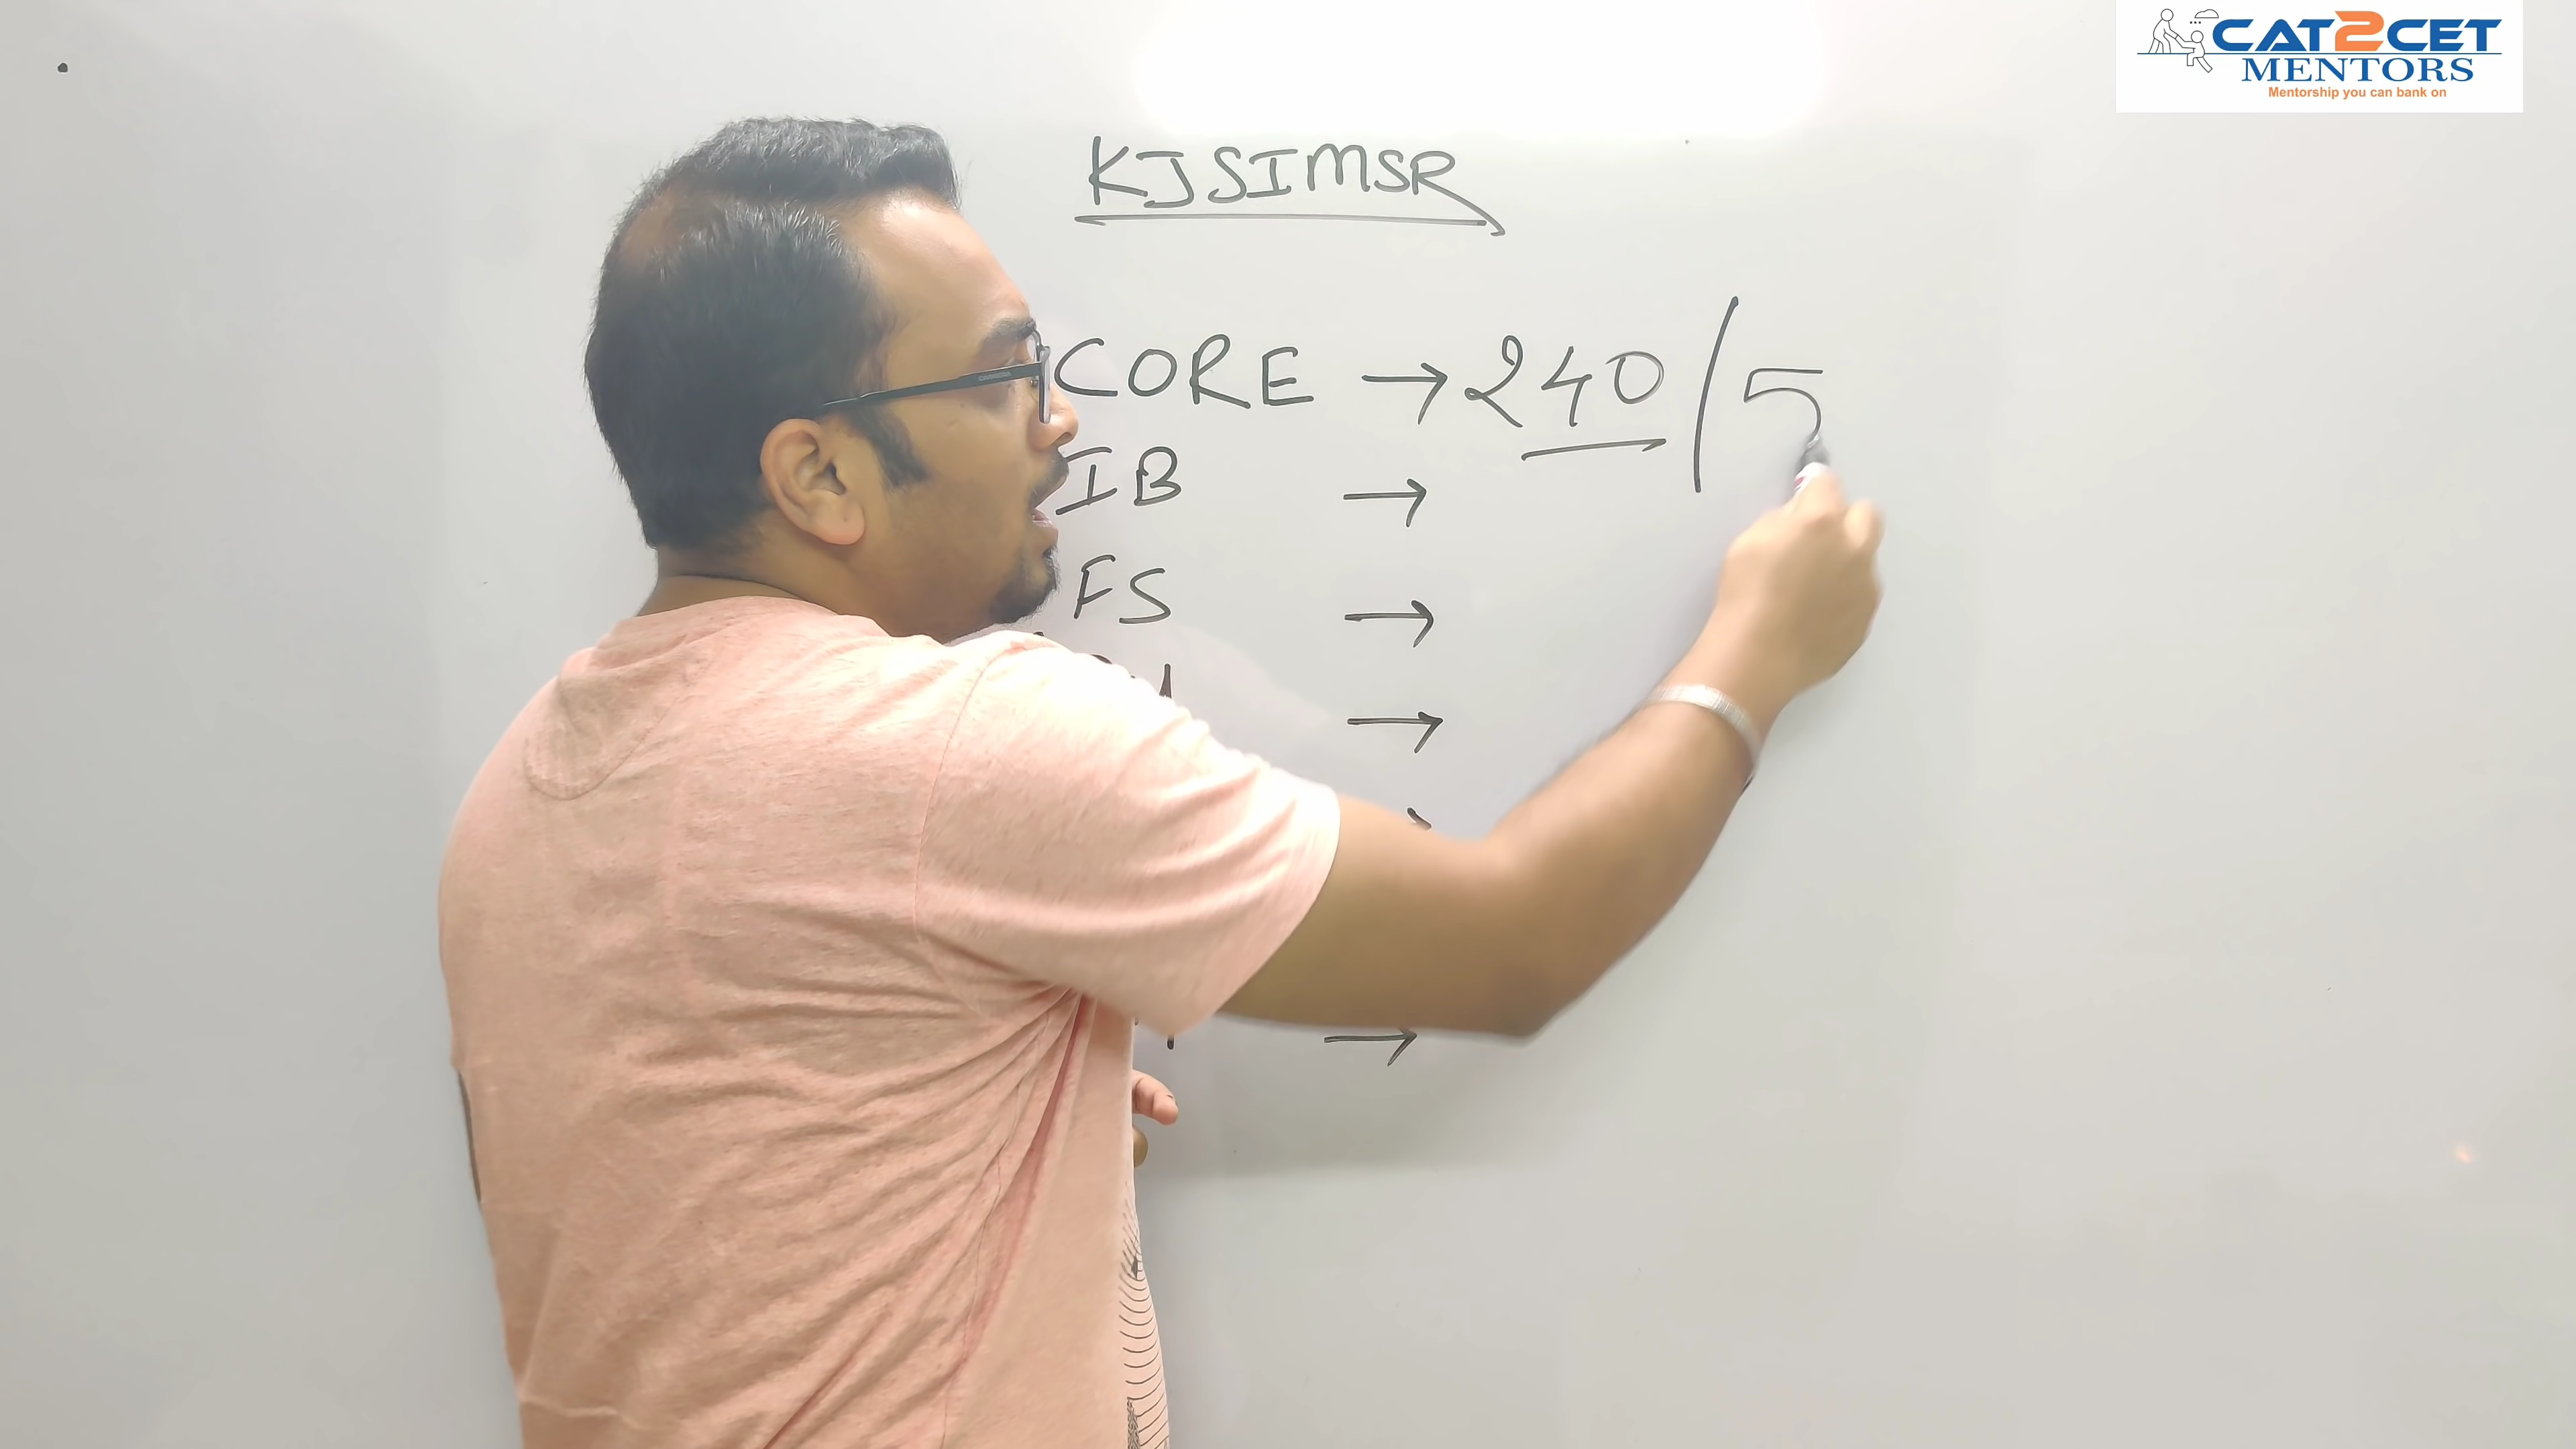 CAT2CET
MENTORS
Mentorship you can bank on
KJSIMSR
CORE → 240 / 5
IB →
FS →
→
→